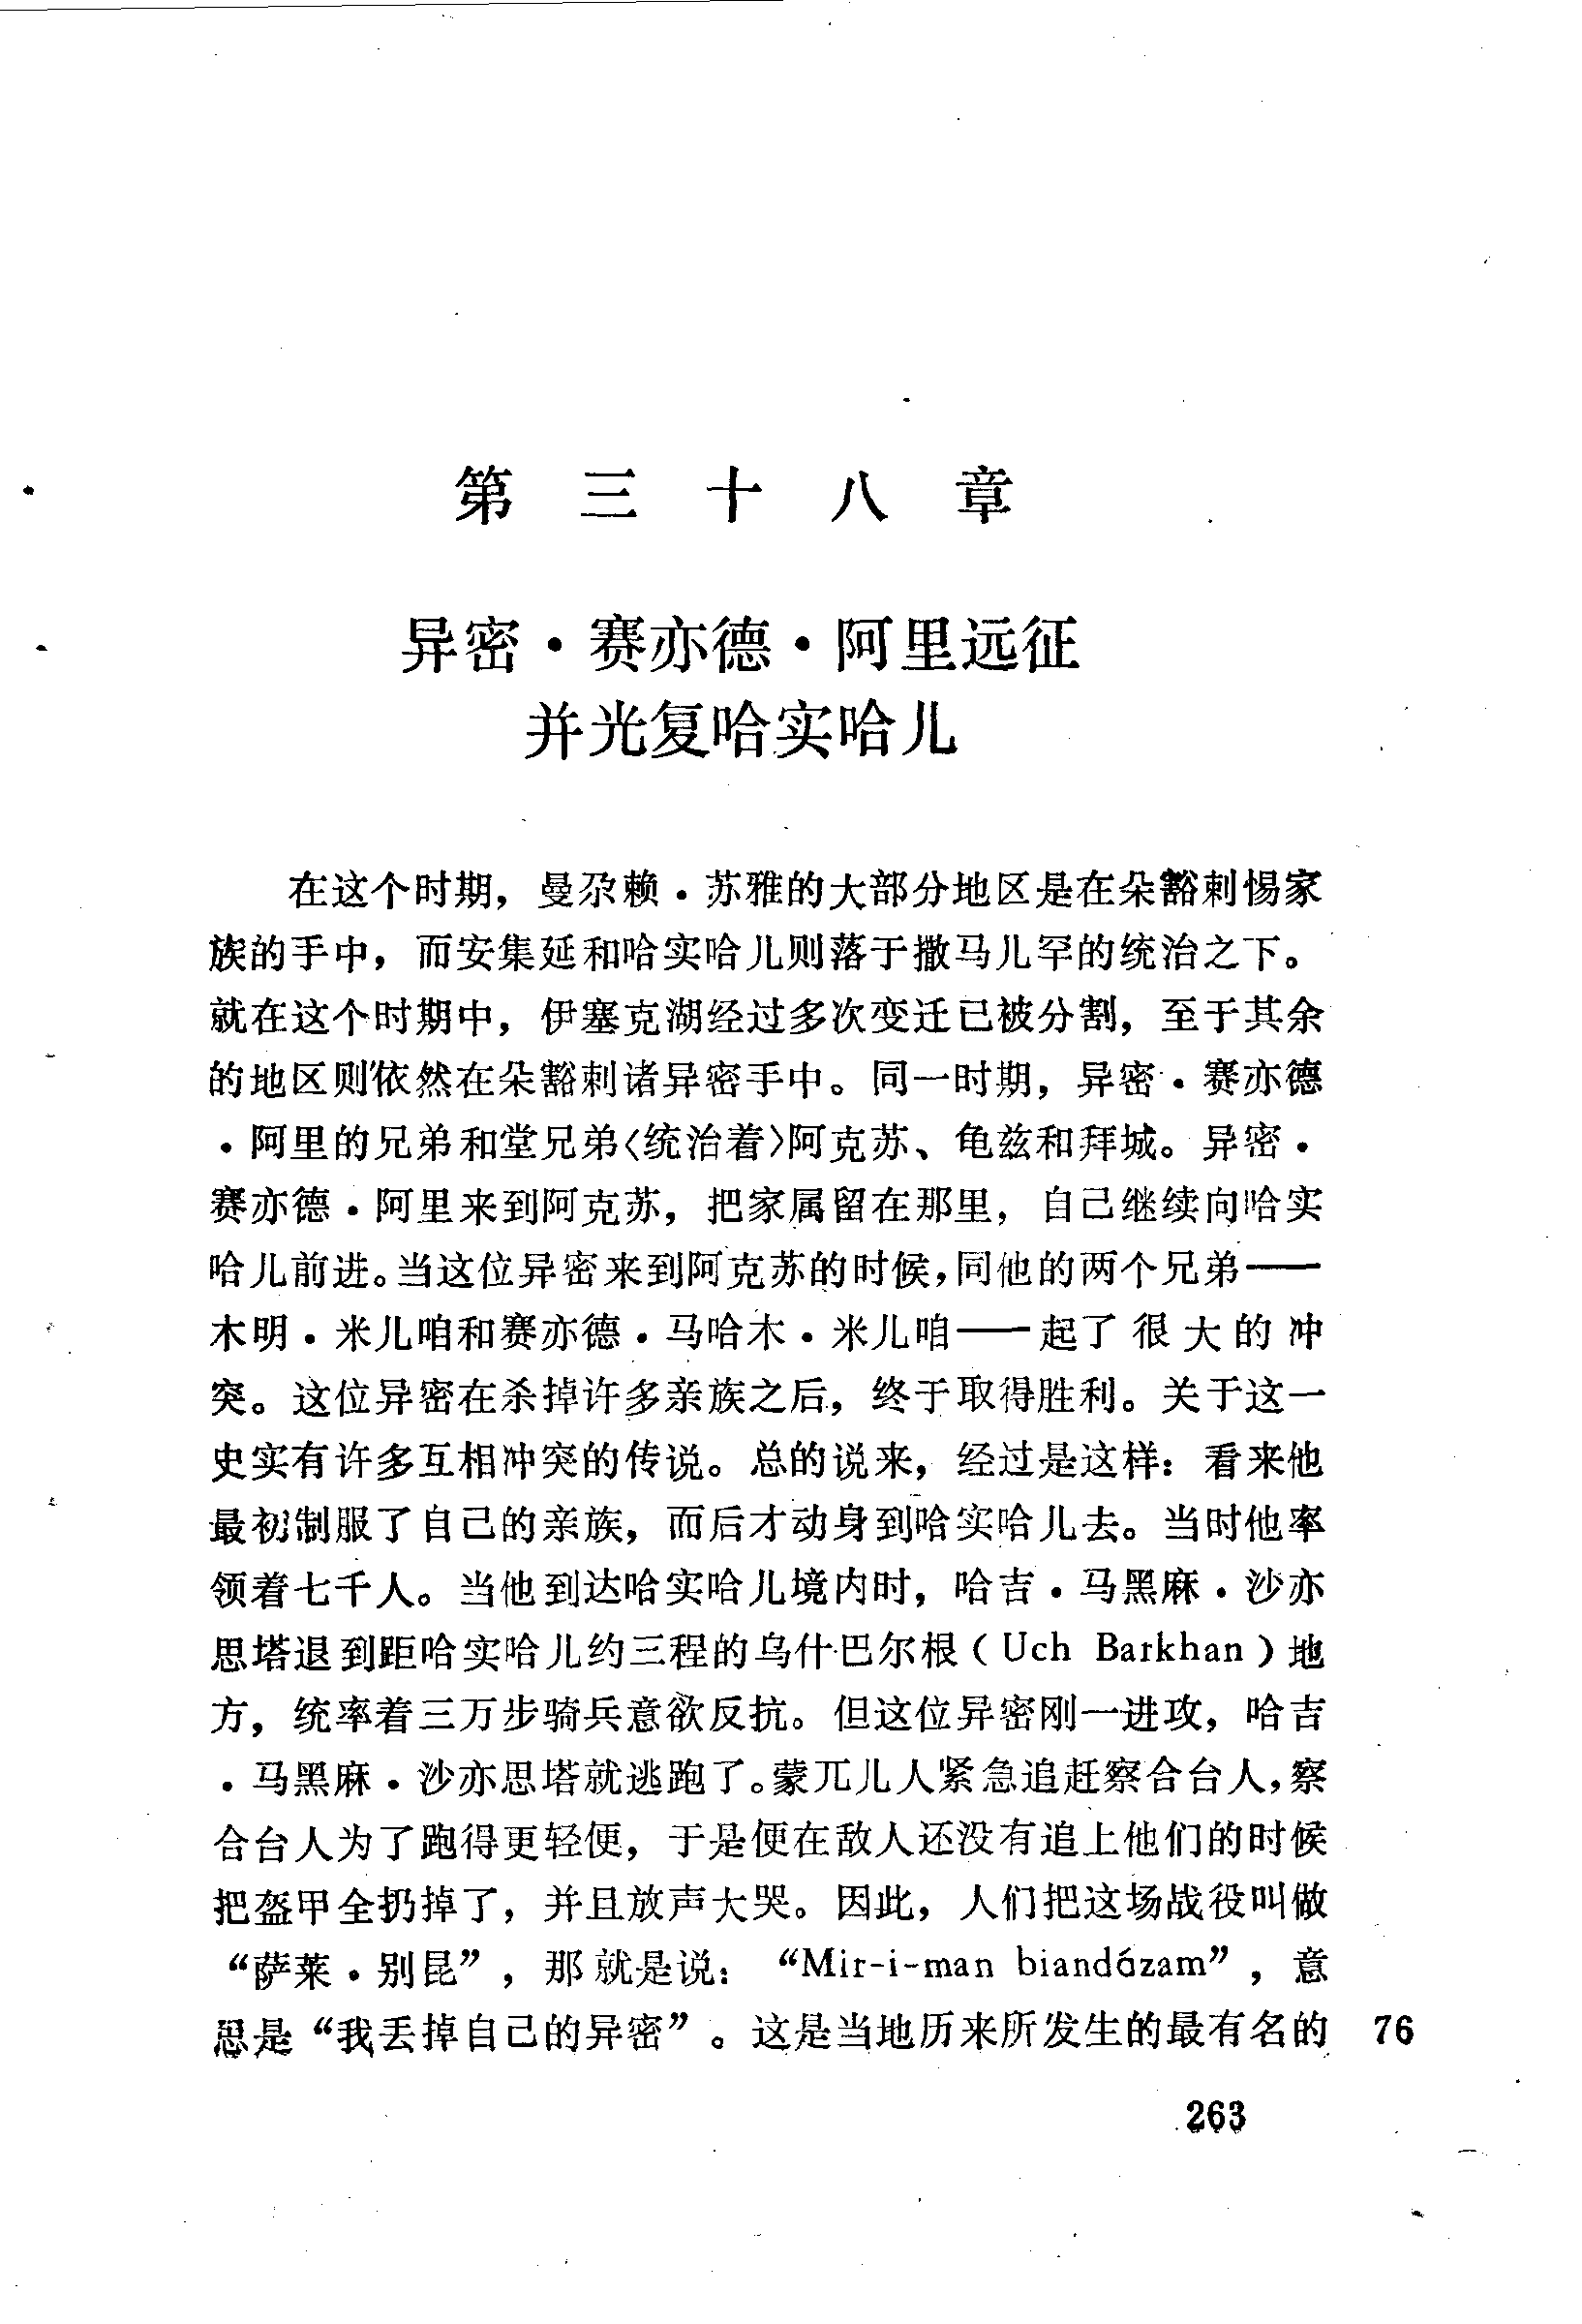 第三十八章
异密·赛亦德·阿里远征
并光复哈实哈儿
在这个时期，曼尕赖·苏雅的大部分地区是在朵豁剌惕家
族的手中，而安集延和哈实哈儿则落于撒马儿罕的统治之下。
就在这个时期中，伊塞克湖经过多次变迁已被分割，至于其余
的地区则依然在朵豁剌诸异密手中。同一时期，异密·赛亦德
·阿里的兄弟和堂兄弟〈统治着〉阿克苏、龟兹和拜城。异密·
赛亦德·阿里来到阿克苏，把家属留在那里，自己继续向哈实
哈儿前进。当这位异密来到阿克苏的时候，同他的两个兄弟——
木明·米儿咱和赛亦德·马哈木·米儿咱——起了很大的冲
突。这位异密在杀掉许多亲族之后，终于取得胜利。关于这一
史实有许多互相冲突的传说。总的说来，经过是这样：看来他
最初制服了自己的亲族，而后才动身到哈实哈儿去。当时他率
领着七千人。当他到达哈实哈儿境内时，哈吉·马黑麻·沙亦
思塔退到距哈实哈儿约三程的乌什巴尔根（Uch Barkhan）地
方，统率着三万步骑兵意欲反抗。但这位异密刚一进攻，哈吉
·马黑麻·沙亦思塔就逃跑了。蒙兀儿人紧急追赶察合台人，察
合台人为了跑得更轻便，于是便在敌人还没有追上他们的时候
把盔甲全扔掉了，并且放声大哭。因此，人们把这场战役叫做
“萨莱·别昆”，那就是说：“Mir-i-man biandázam”，意
思是“我丢掉自己的异密”。这是当地历来所发生的最有名的 76
263